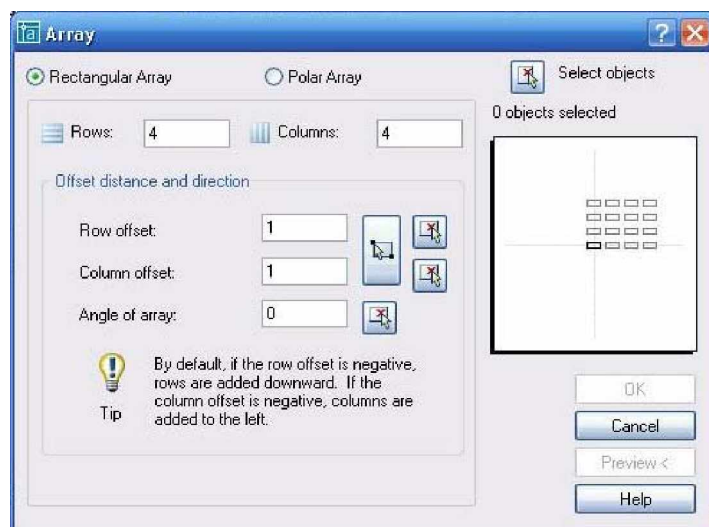 Array
Rectangular Array
Polar Array
Select objects
0 objects selected
Rows: 4
Columns: 4
Offset distance and direction
Row offset: 1
Column offset: 1
Angle of array: 0
Tip
By default, if the row offset is negative,
rows are added downward. If the
column offset is negative, columns are
added to the left.
OK
Cancel
Preview <
Help